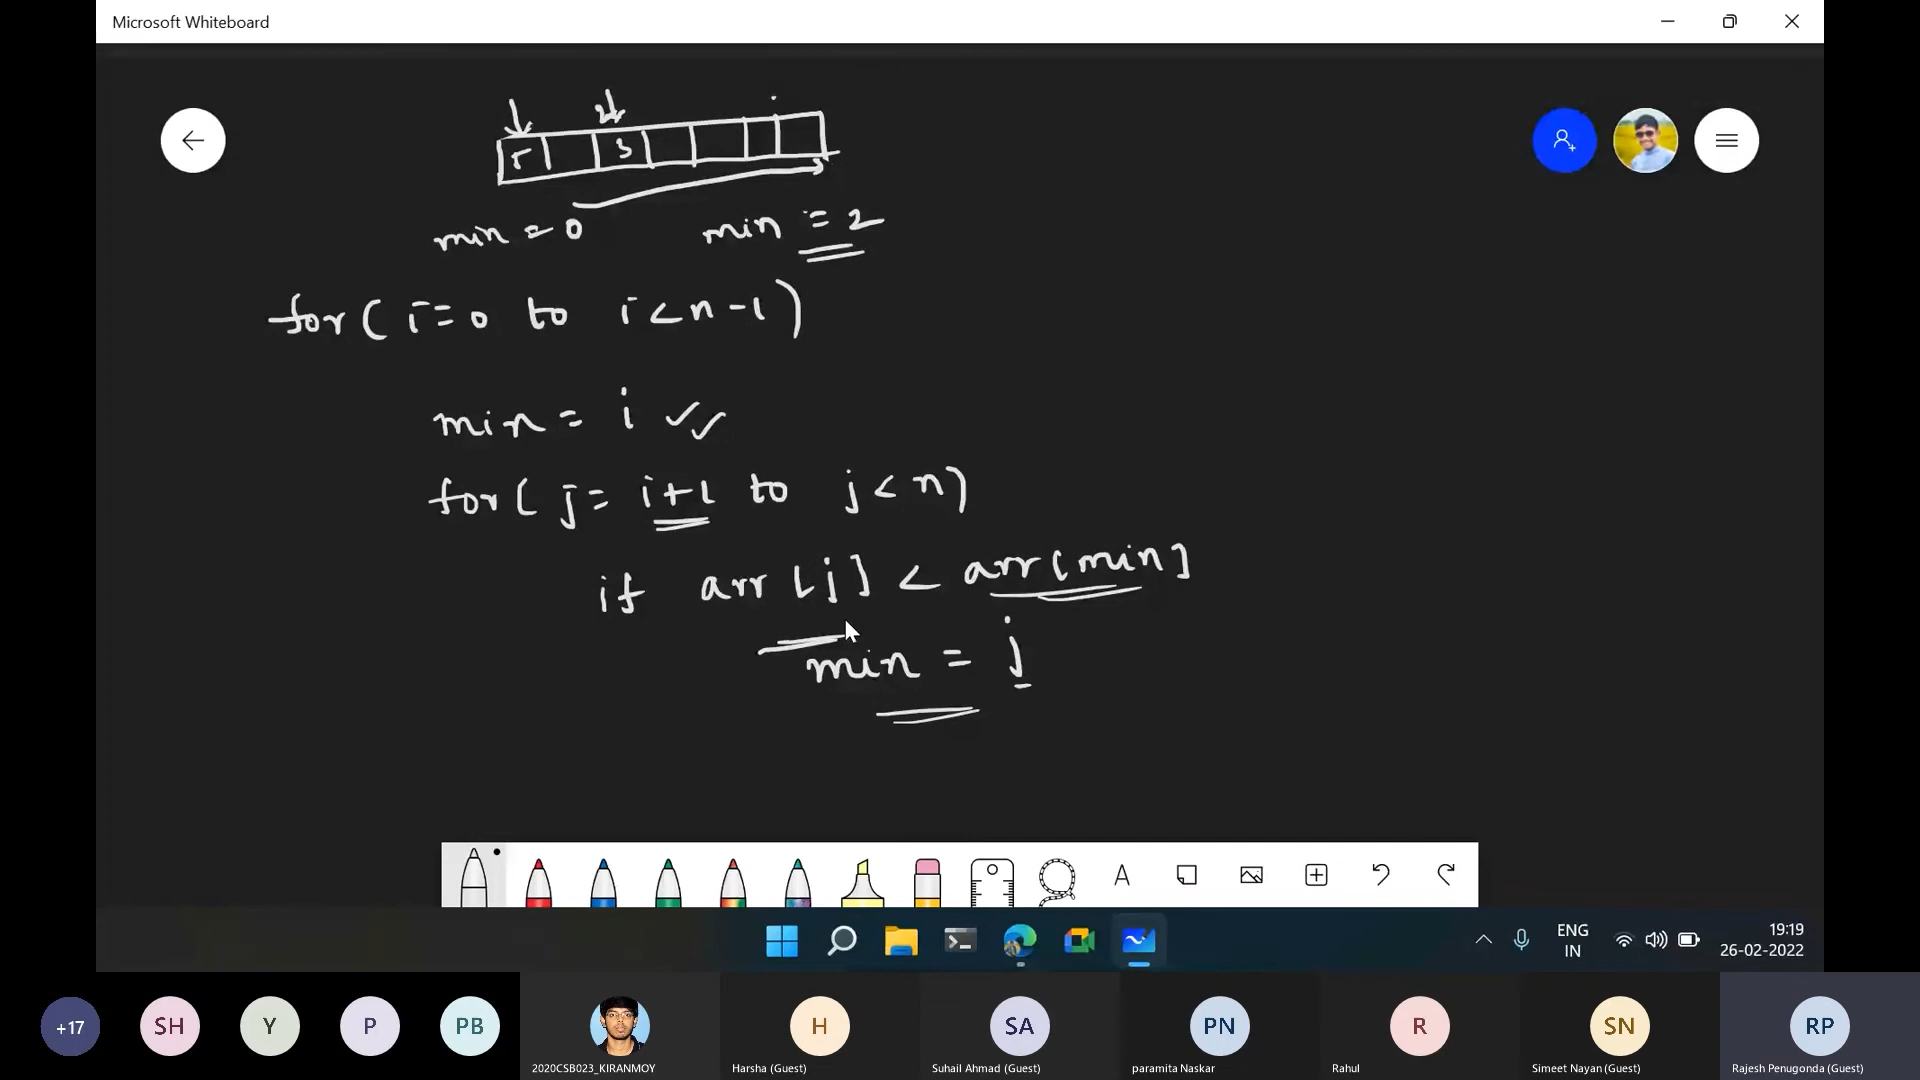 Microsoft Whiteboard
5 3
min = 0 min = 2
for( i=0 to i<n-1)
min = i
for( j= i+1 to j<n)
if arr [j] < arr[min]
min = j
A
ENG
IN
19:19
26-02-2022
+17
SH
Y
P
PB
H
SA
PN
R
SN
RP
2020CSB023_KIRANMOY
Harsha (Guest)
Suhail Ahmad (Guest)
paramita Naskar
Rahul
Simeet Nayan (Guest)
Rajesh Penugonda (Guest)